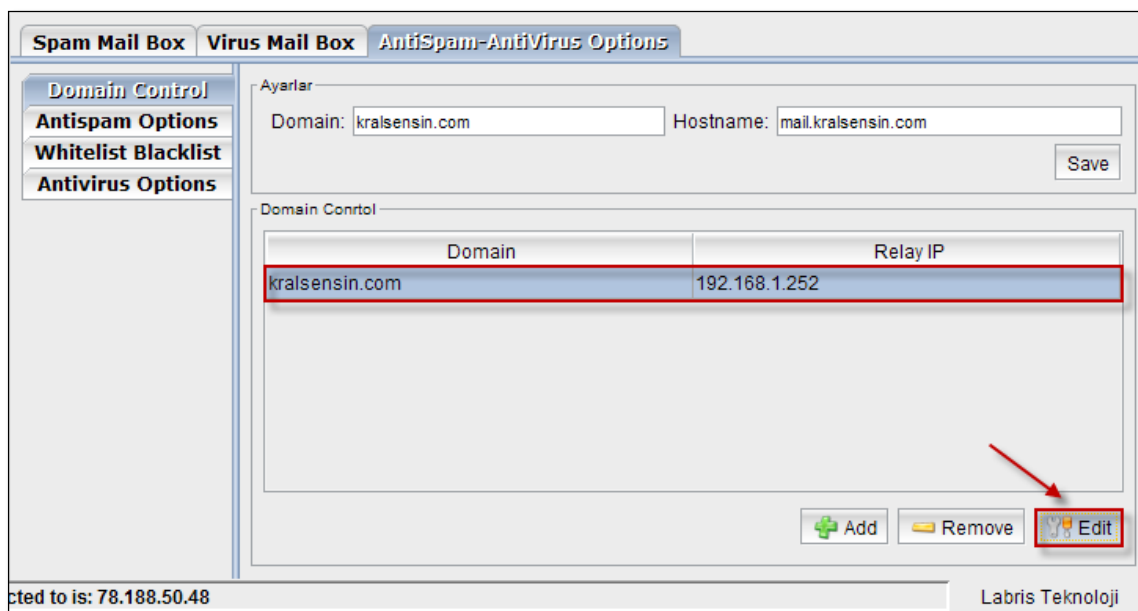 Spam Mail Box Virus Mail Box AntiSpam-AntiVirus Options
Domain Control
Antispam Options
Whitelist Blacklist
Antivirus Options
Ayarlar
Domain: kralsensin.com Hostname: mail.kralsensin.com
Save
Domain Conrtol
Domain Relay IP
kralsensin.com 192.168.1.252
Add Remove Edit
cted to is: 78.188.50.48 Labris Teknoloji